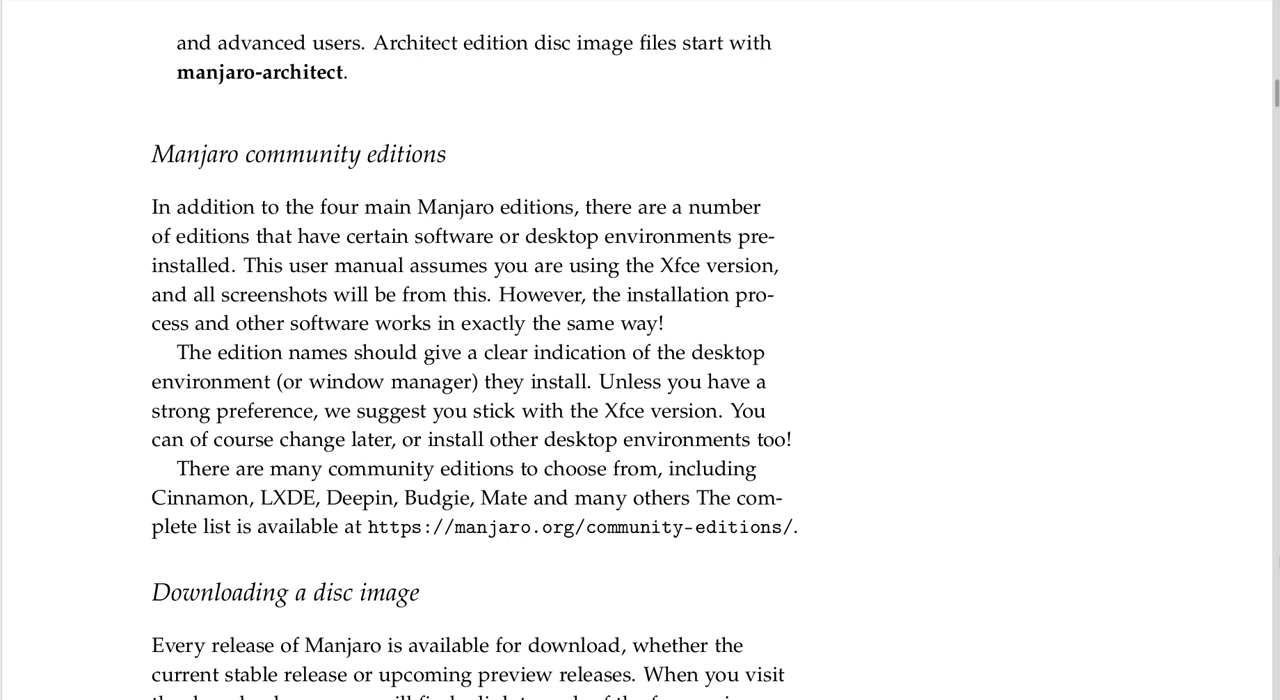 and advanced users. Architect edition disc image files start with
manjaro-architect.
Manjaro community editions
In addition to the four main Manjaro editions, there are a number
of editions that have certain software or desktop environments pre-
installed. This user manual assumes you are using the Xfce version,
and all screenshots will be from this. However, the installation pro-
cess and other software works in exactly the same way!
The edition names should give a clear indication of the desktop
environment (or window manager) they install. Unless you have a
strong preference, we suggest you stick with the Xfce version. You
can of course change later, or install other desktop environments too!
There are many community editions to choose from, including
Cinnamon, LXDE, Deepin, Budgie, Mate and many others The com-
plete list is available at https://manjaro.org/community-editions/.
Downloading a disc image
Every release of Manjaro is available for download, whether the
current stable release or upcoming preview releases. When you visit